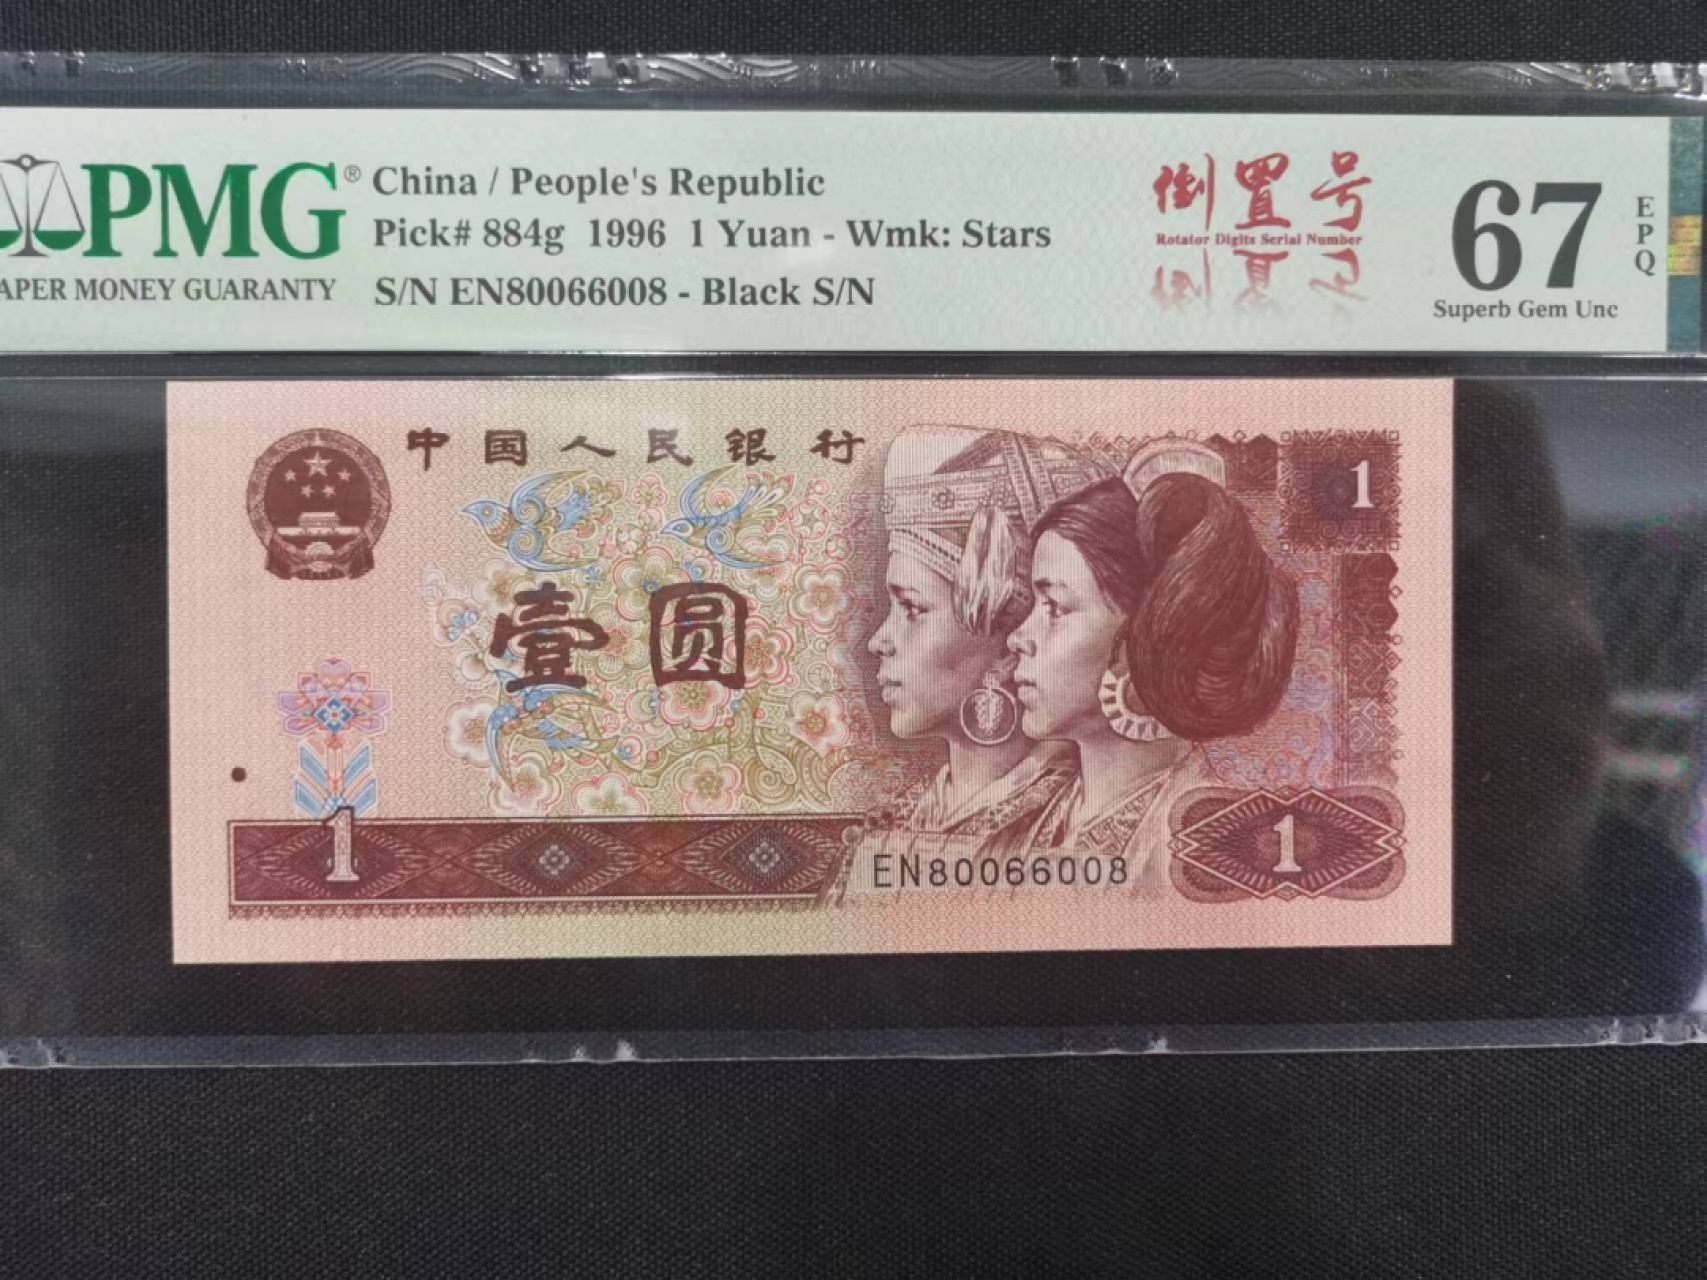 PMG®
APER MONEY GUARANTY
China / People's Republic
Pick# 884g 1996 1 Yuan - Wmk: Stars
S/N EN80066008 - Black S/N
倒置号
Rotator Digits Serial Number
67
EPQ
Superb Gem Unc
中国人民银行
1
壹圆
1
1
EN80066008